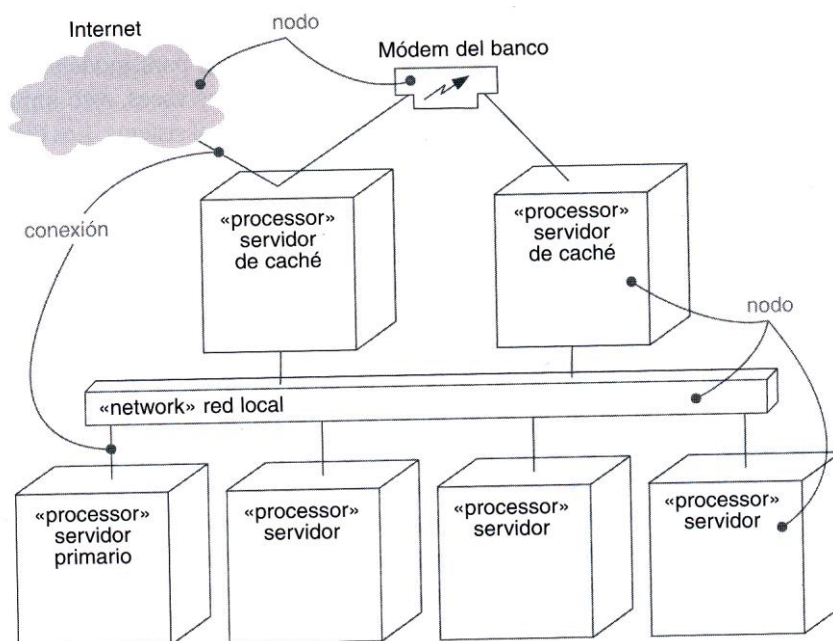 Internet
nodo
Módem del banco
«processor»
servidor
de caché
«processor»
servidor
de caché
conexión
nodo
«network» red local
«processor»
servidor
primario
«processor»
servidor
«processor»
servidor
«processor»
servidor